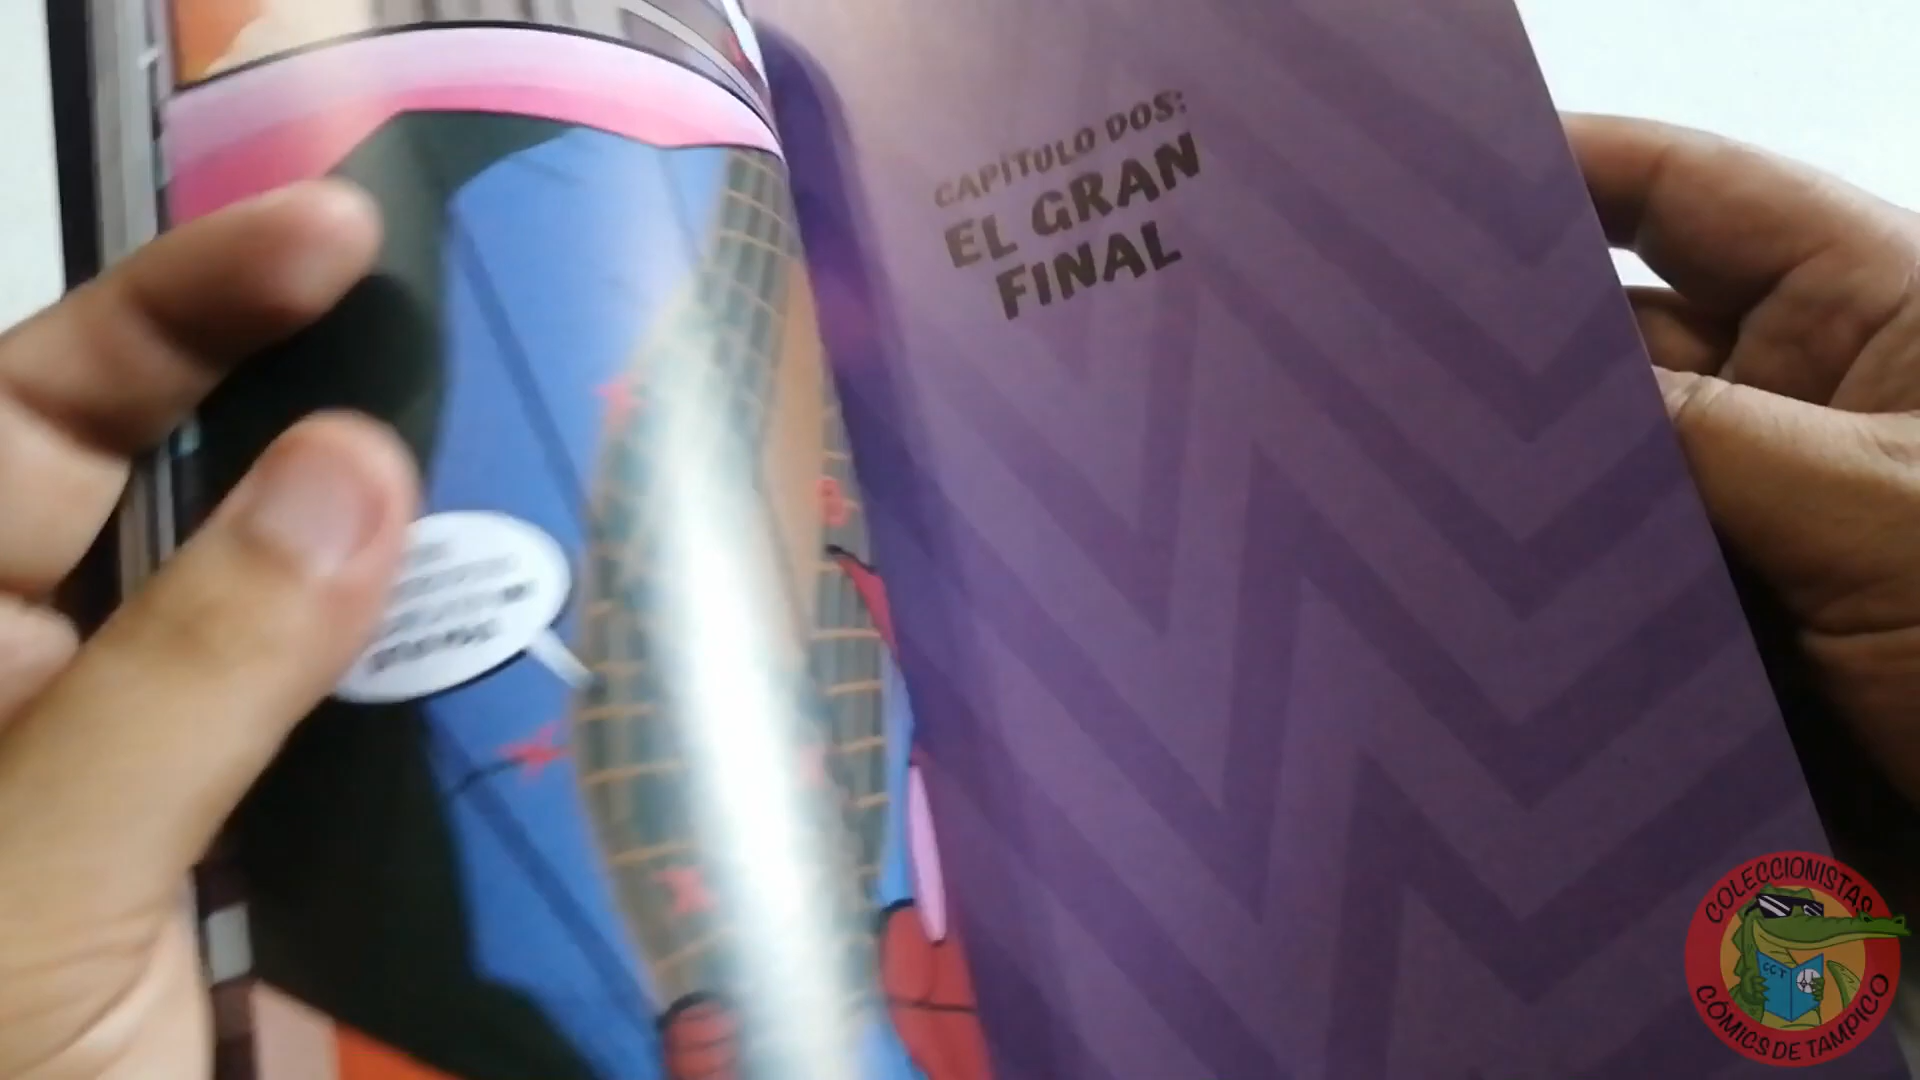 CAPÍTULO DOS:
EL GRAN
FINAL
COLECCIONISTAS
CCT
CÓMICS DE TAMPICO